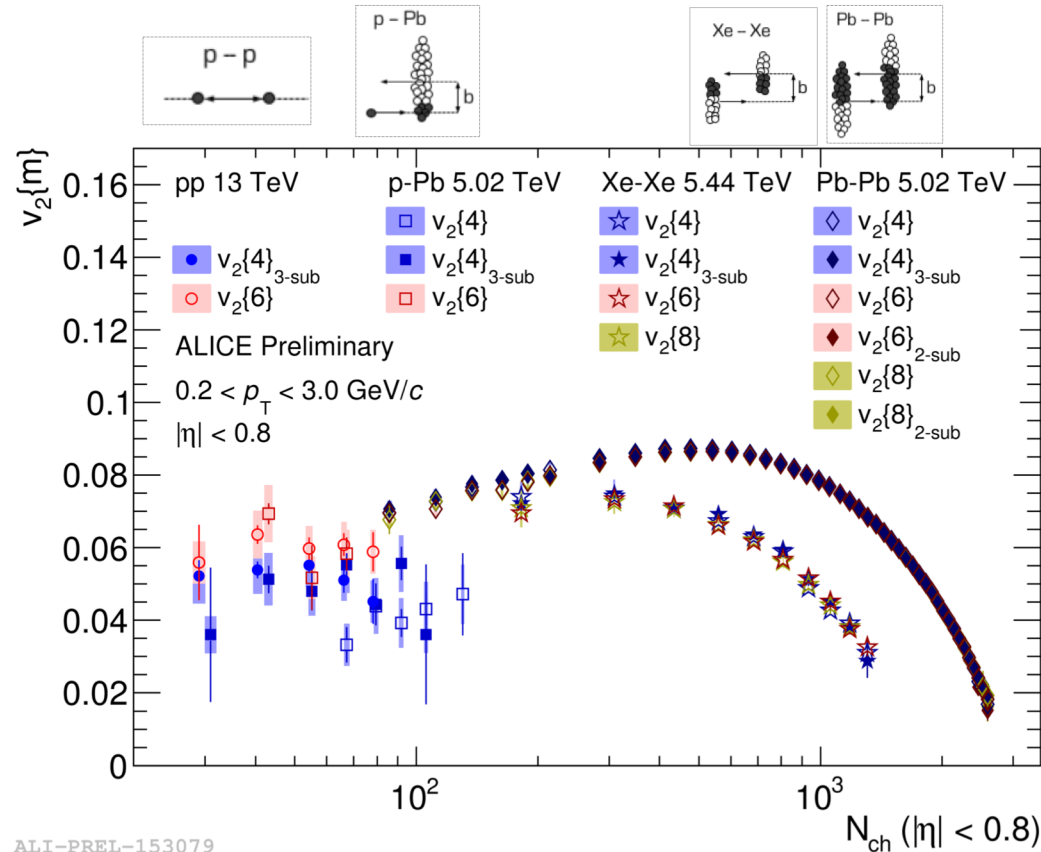 p – p
p – Pb
b
Xe – Xe
b
Pb – Pb
b
v₂{m}
0.16
0.14
0.12
0.1
0.08
0.06
0.04
0.02
0
pp 13 TeV
v₂{4}3-sub
v₂{6}
p-Pb 5.02 TeV
v₂{4}
v₂{4}3-sub
v₂{6}
Xe-Xe 5.44 TeV
v₂{4}
v₂{4}3-sub
v₂{6}
v₂{8}
Pb-Pb 5.02 TeV
v₂{4}
v₂{4}3-sub
v₂{6}
v₂{6}2-sub
v₂{8}
v₂{8}2-sub
ALICE Preliminary
0.2 < pT < 3.0 GeV/c
|η| < 0.8
10²
10³
Nch (|η| < 0.8)
ALI-PREL-153079